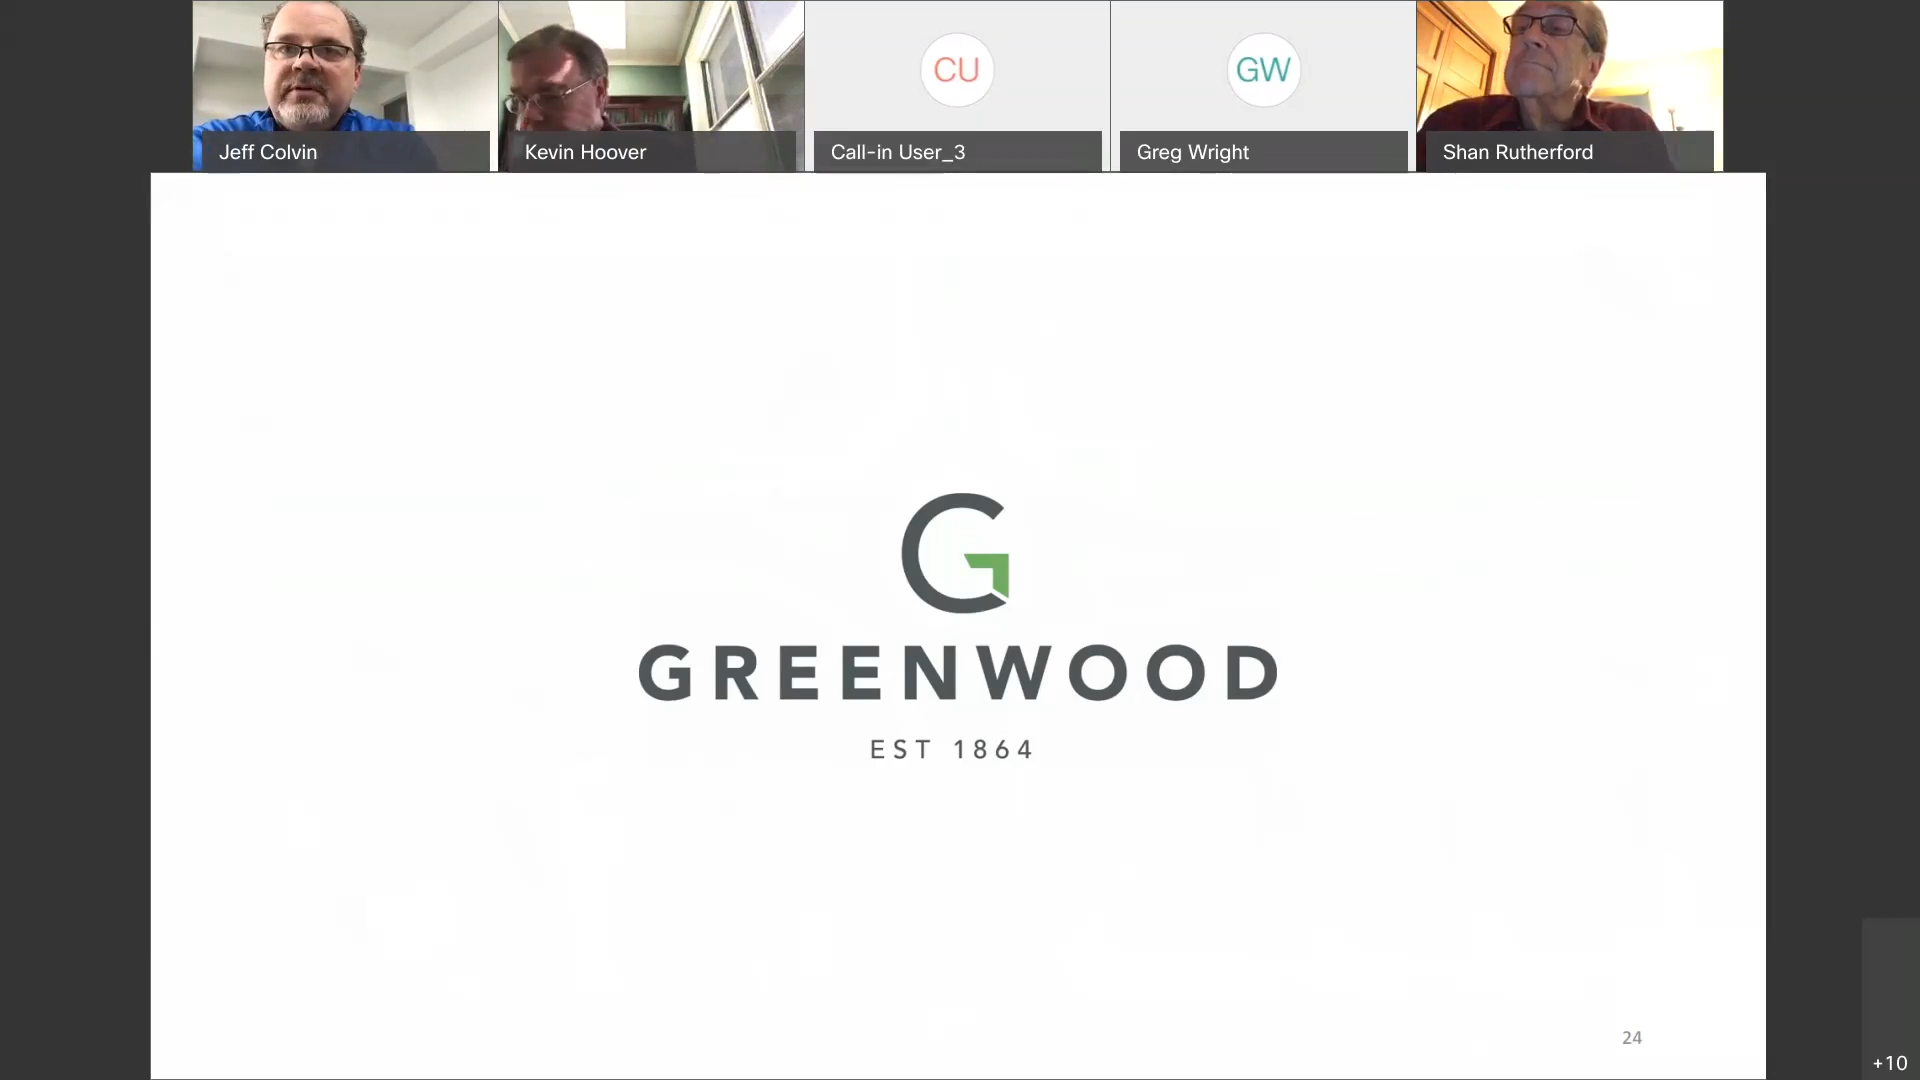 CU
GW
Jeff Colvin
Kevin Hoover
Call-in User_3
Greg Wright
Shan Rutherford
G
GREENWOOD
EST 1864
24
+10